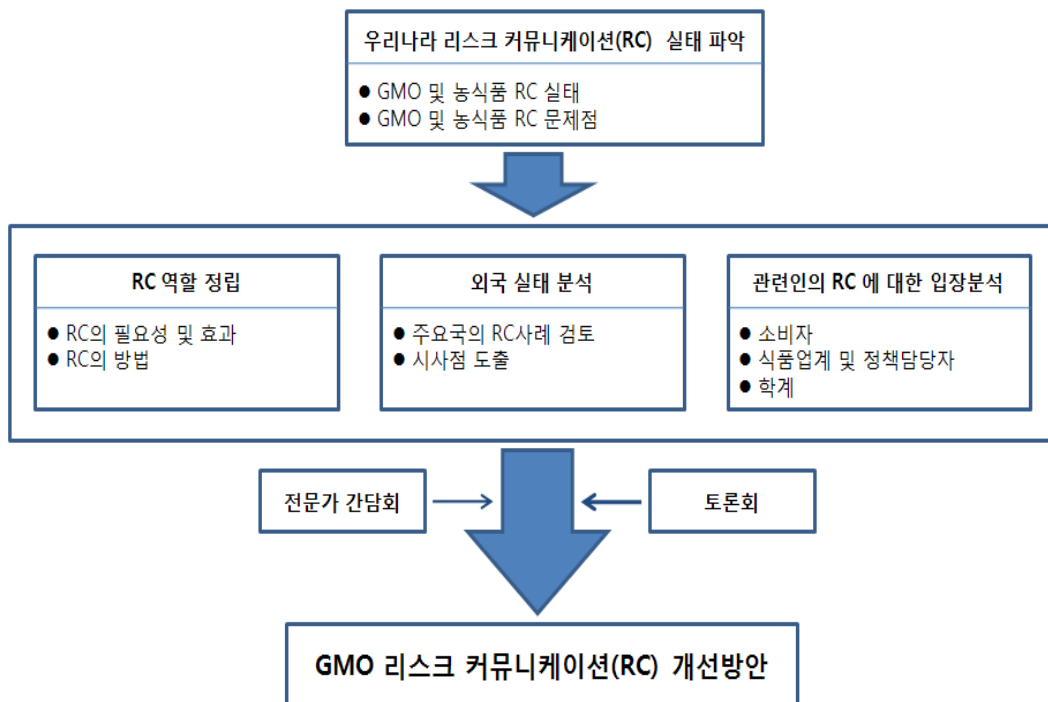 우리나라 리스크 커뮤니케이션(RC) 실태 파악
● GMO 및 농식품 RC 실태
● GMO 및 농식품 RC 문제점
RC 역할 정립
● RC의 필요성 및 효과
● RC의 방법
외국 실태 분석
● 주요국의 RC사례 검토
● 시사점 도출
관련인의 RC 에 대한 입장분석
● 소비자
● 식품업계 및 정책담당자
● 학계
전문가 간담회
토론회
GMO 리스크 커뮤니케이션(RC) 개선방안